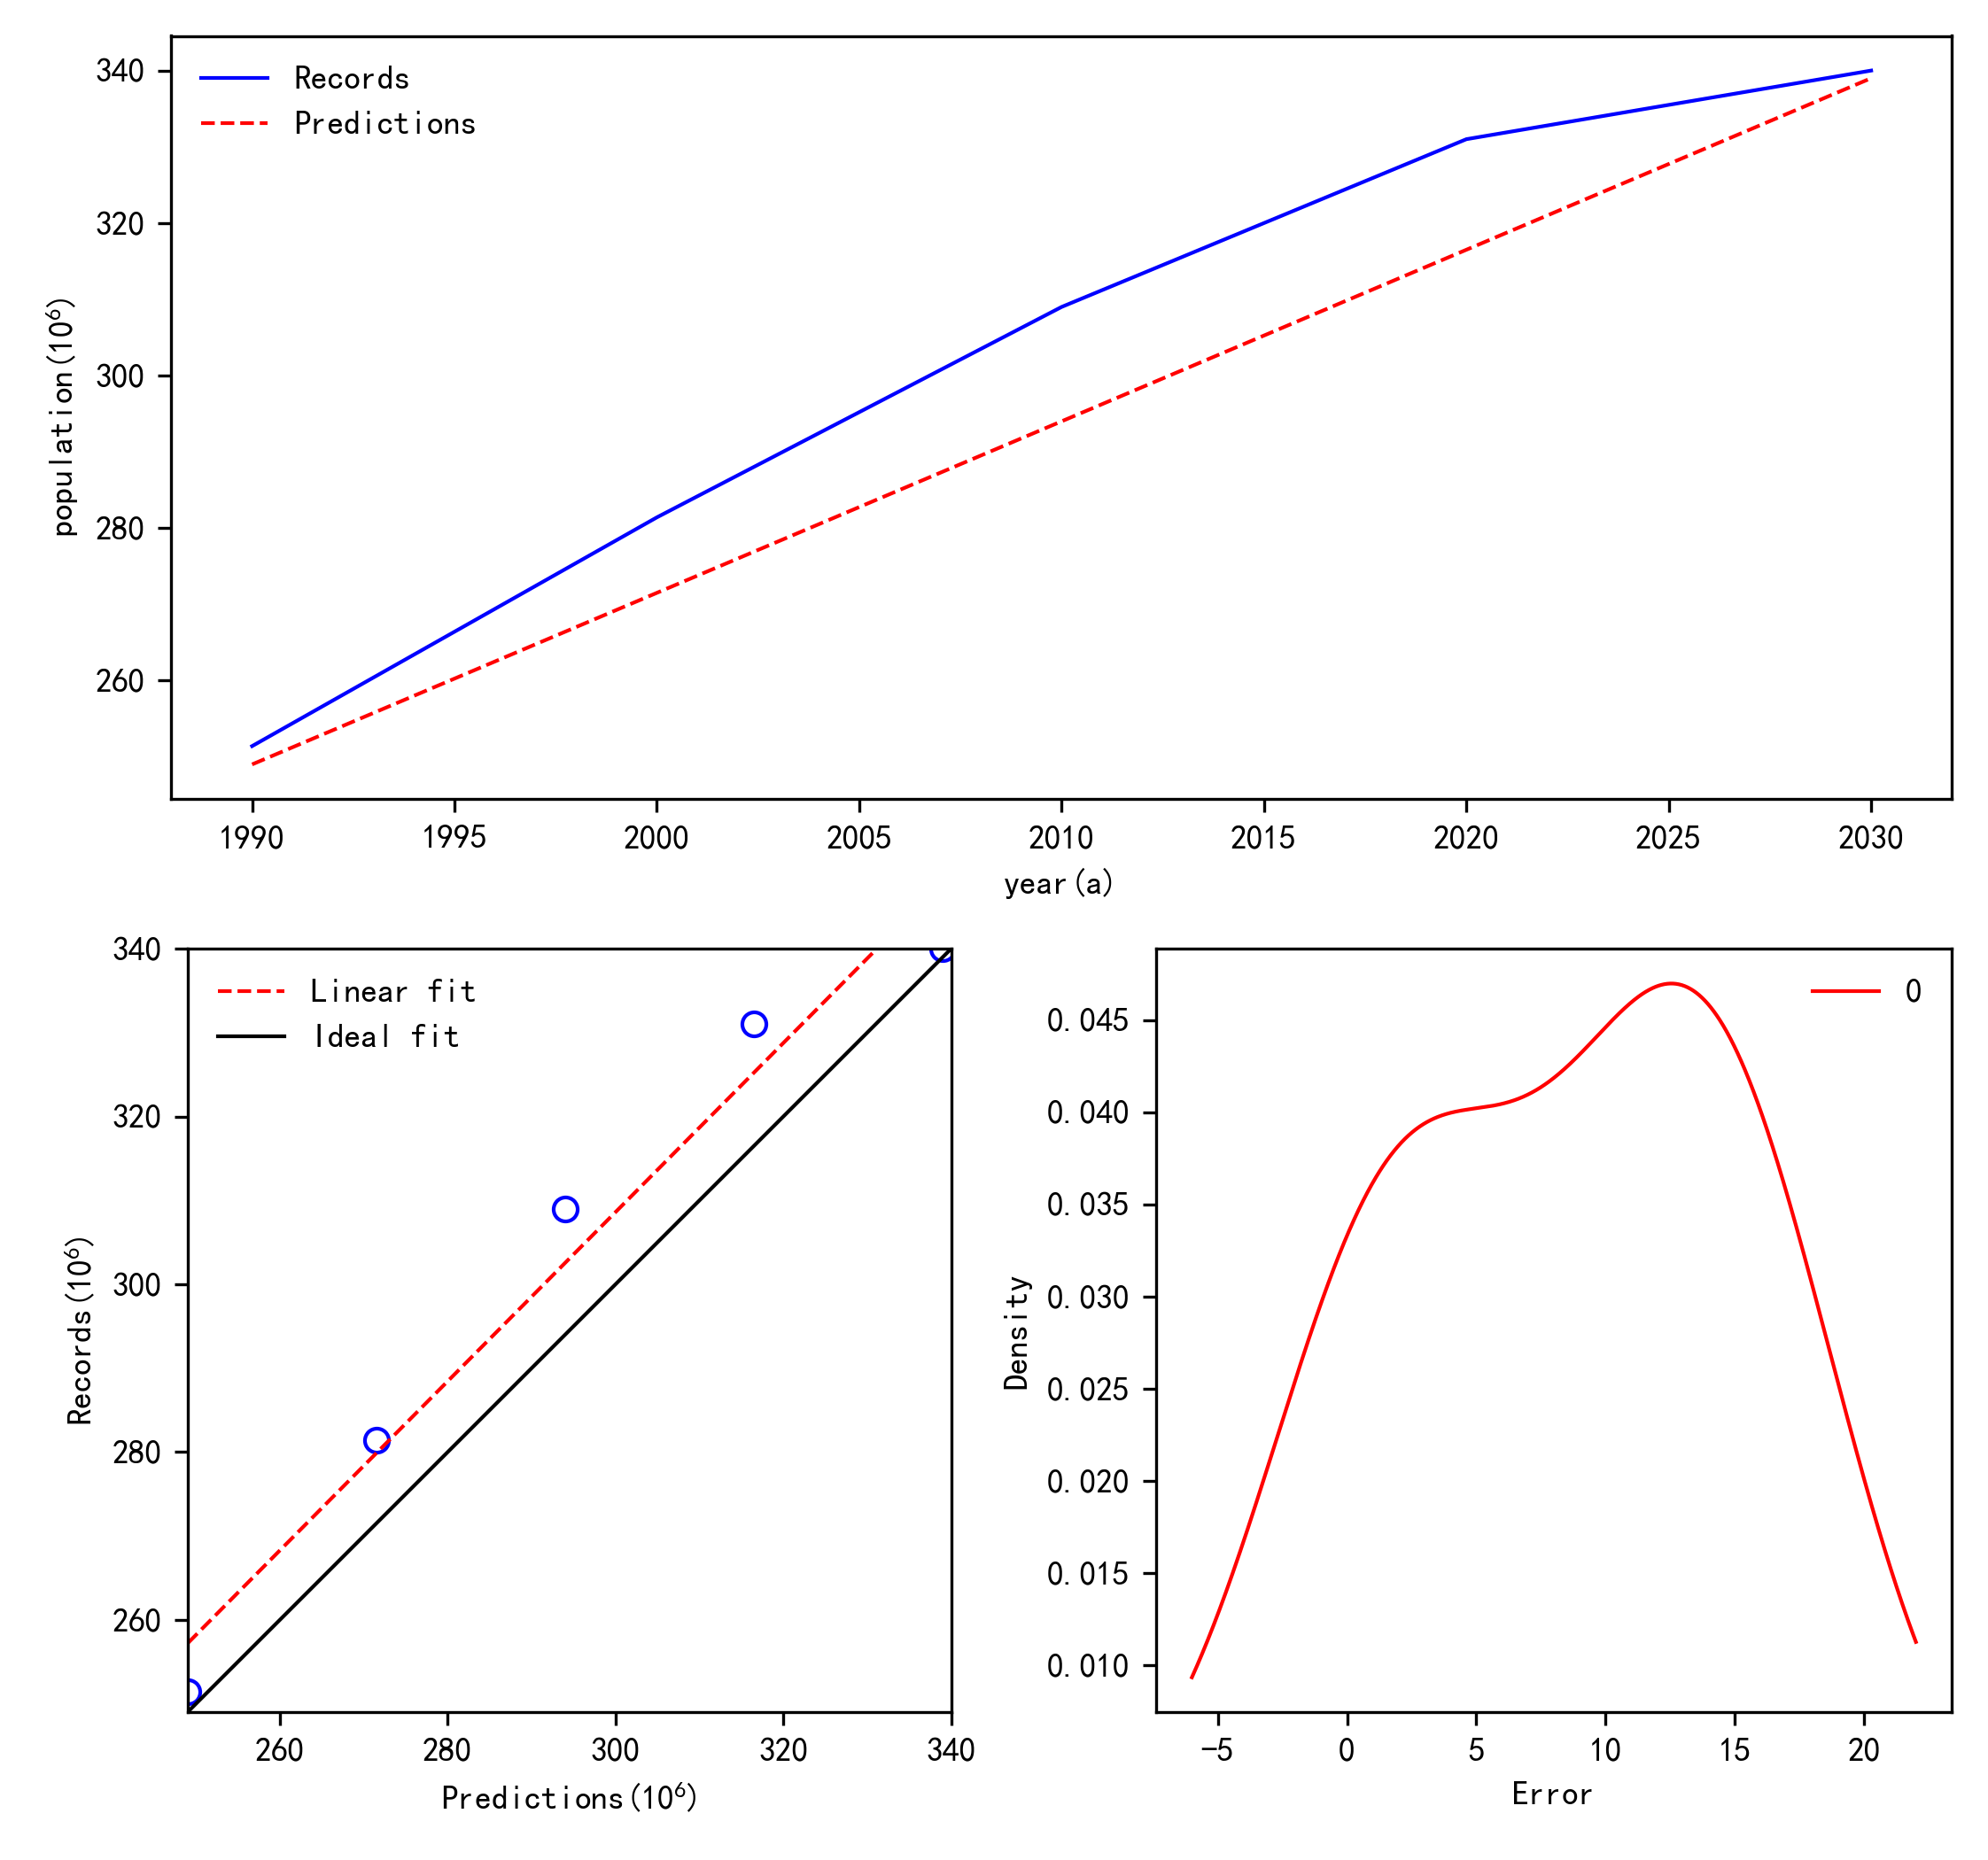 340
320
300
280
260
population(10⁶)
Records
Predictions
1990 1995 2000 2005 2010 2015 2020 2025 2030
year(a)
340
320
300
280
260
Records(10⁶)
Linear fit
Ideal fit
260 280 300 320 340
Predictions(10⁶)
0.045
0.040
0.035
0.030
0.025
0.020
0.015
0.010
Density
0
−5 0 5 10 15 20
Error